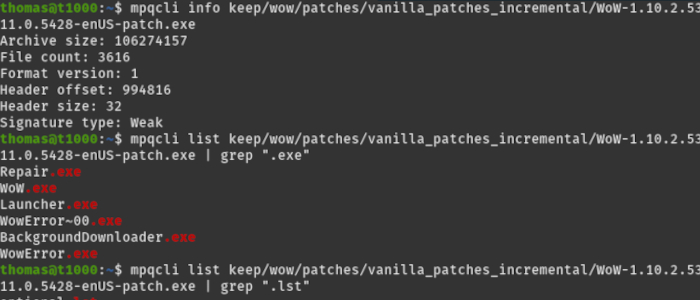 thomas@t1000:~$ mpqcli info keep/wow/patches/vanilla_patches_incremental/WoW-1.10.2.53
11.0.5428-enUS-patch.exe
Archive size: 106274157
File count: 3616
Format version: 1
Header offset: 994816
Header size: 32
Signature type: Weak
thomas@t1000:~$ mpqcli list keep/wow/patches/vanilla_patches_incremental/WoW-1.10.2.53
11.0.5428-enUS-patch.exe | grep ".exe"
Repair.exe
WoW.exe
Launcher.exe
WowError~00.exe
BackgroundDownloader.exe
WowError.exe
thomas@t1000:~$ mpqcli list keep/wow/patches/vanilla_patches_incremental/WoW-1.10.2.53
11.0.5428-enUS-patch.exe | grep ".lst"